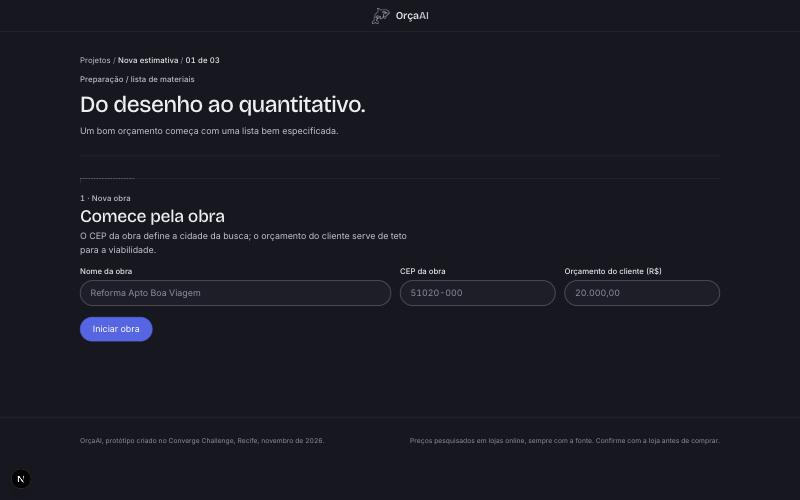 OrçaAI
Projetos / Nova estimativa / 01 de 03
Preparação / lista de materiais
Do desenho ao quantitativo.
Um bom orçamento começa com uma lista bem especificada.
1 · Nova obra
Comece pela obra
O CEP da obra define a cidade da busca; o orçamento do cliente serve de teto
para a viabilidade.
Nome da obra CEP da obra Orçamento do cliente (R$)
Reforma Apto Boa Viagem 51020-000 20.000,00
Iniciar obra
OrçaAI, protótipo criado no Converge Challenge, Recife, novembro de 2026. Preços pesquisados em lojas online, sempre com a fonte. Confirme com a loja antes de comprar.
N